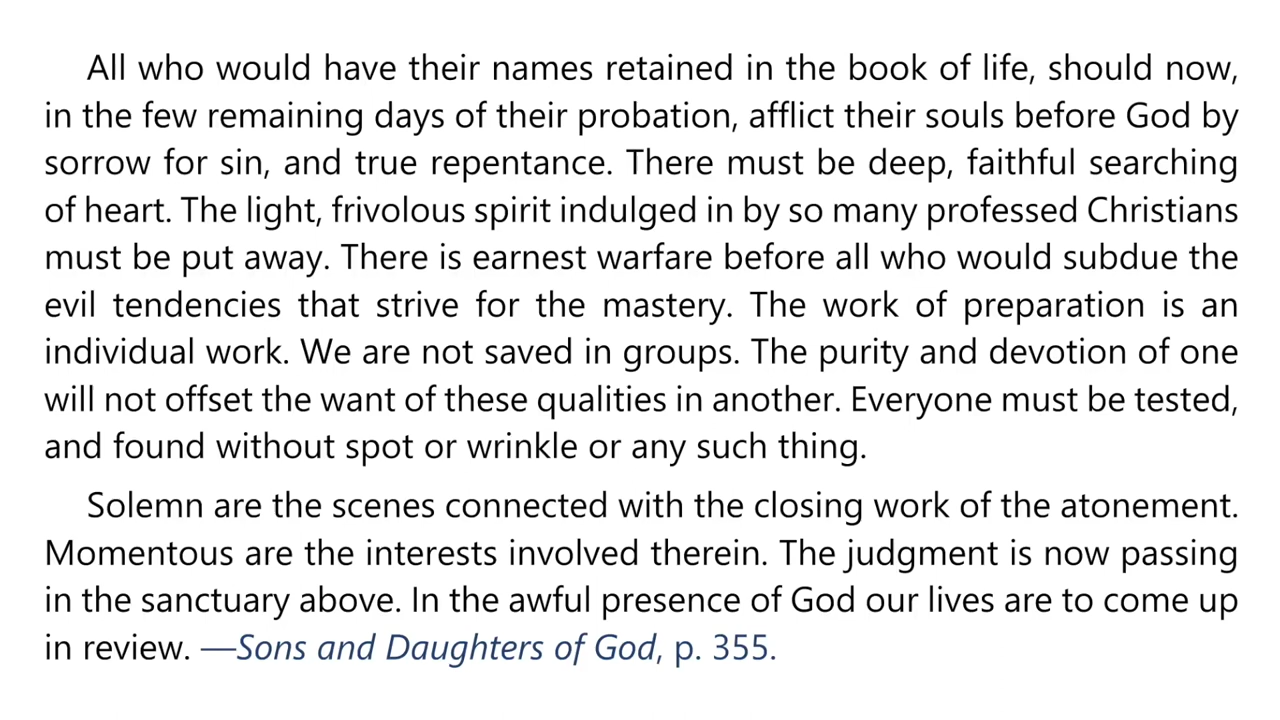 All who would have their names retained in the book of life, should now,
in the few remaining days of their probation, afflict their souls before God by
sorrow for sin, and true repentance. There must be deep, faithful searching
of heart. The light, frivolous spirit indulged in by so many professed Christians
must be put away. There is earnest warfare before all who would subdue the
evil tendencies that strive for the mastery. The work of preparation is an
individual work. We are not saved in groups. The purity and devotion of one
will not offset the want of these qualities in another. Everyone must be tested,
and found without spot or wrinkle or any such thing.
Solemn are the scenes connected with the closing work of the atonement.
Momentous are the interests involved therein. The judgment is now passing
in the sanctuary above. In the awful presence of God our lives are to come up
in review. —Sons and Daughters of God, p. 355.